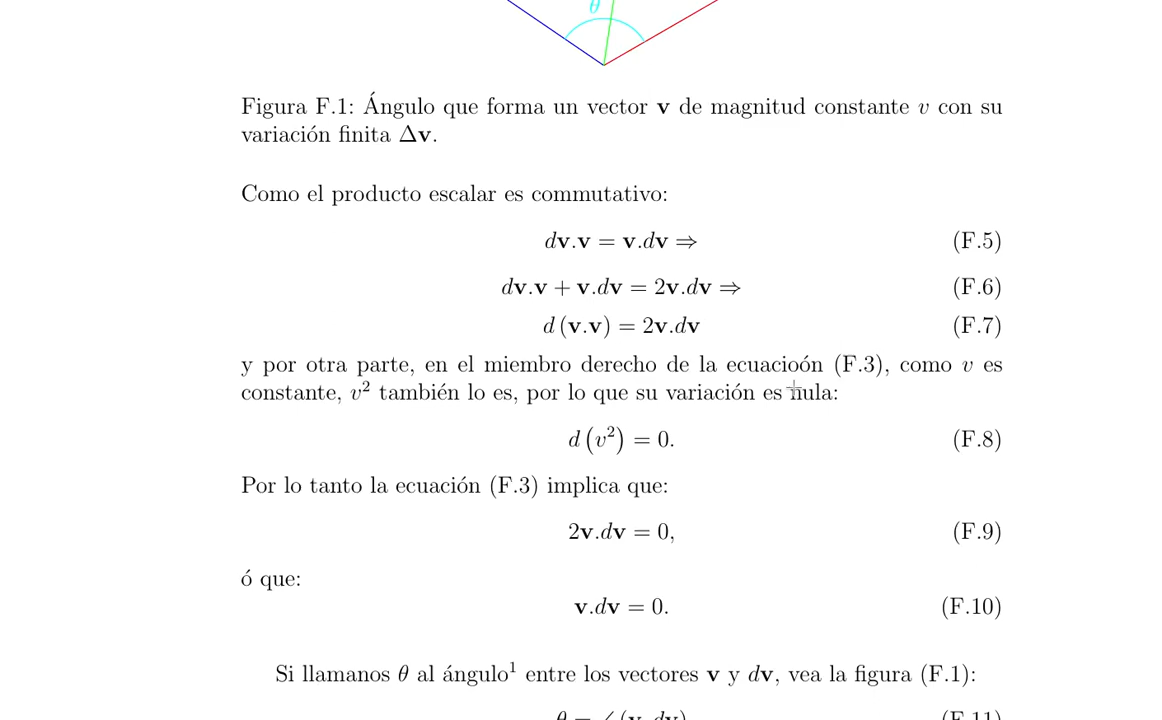 θ
Figura F.1: Ángulo que forma un vector v de magnitud constante v con su
variación finita Δv.
Como el producto escalar es commutativo:
dv.v = v.dv ⇒ (F.5)
dv.v + v.dv = 2v.dv ⇒ (F.6)
d (v.v) = 2v.dv (F.7)
y por otra parte, en el miembro derecho de la ecuacioón (F.3), como v es
constante, v² también lo es, por lo que su variación es nula:
d (v²) = 0. (F.8)
Por lo tanto la ecuación (F.3) implica que:
2v.dv = 0, (F.9)
ó que:
v.dv = 0. (F.10)
Si llamanos θ al ángulo¹ entre los vectores v y dv, vea la figura (F.1):
θ = ∠ (v, dv) (F.11)